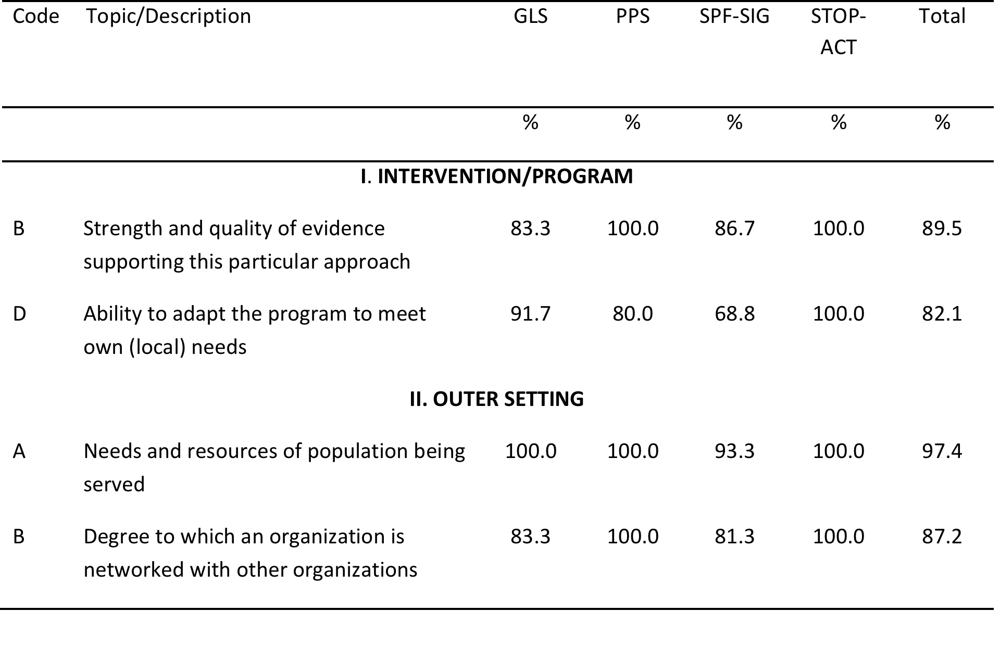 Code Topic/Description GLS PPS SPF-SIG STOP- Total
ACT
% % % % %
I. INTERVENTION/PROGRAM
B Strength and quality of evidence 83.3 100.0 86.7 100.0 89.5
supporting this particular approach
D Ability to adapt the program to meet 91.7 80.0 68.8 100.0 82.1
own (local) needs
II. OUTER SETTING
A Needs and resources of population being 100.0 100.0 93.3 100.0 97.4
served
B Degree to which an organization is 83.3 100.0 81.3 100.0 87.2
networked with other organizations